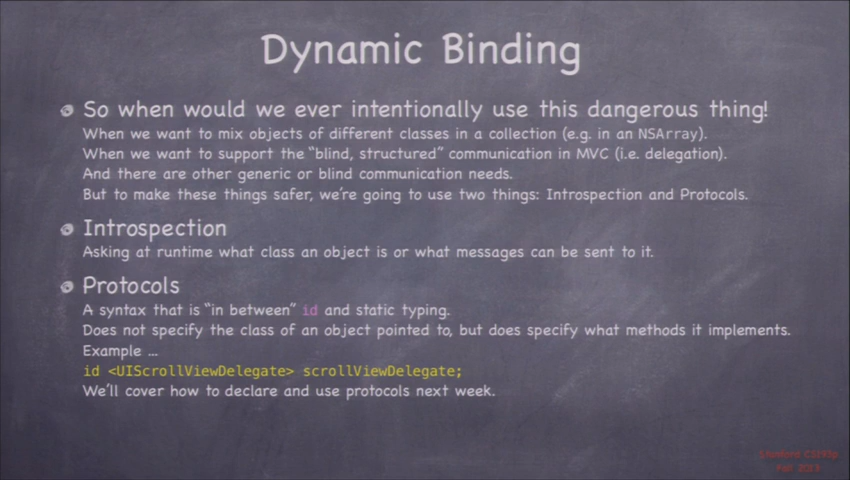 Dynamic Binding
So when would we ever intentionally use this dangerous thing!
When we want to mix objects of different classes in a collection (e.g. in an NSArray).
When we want to support the “blind, structured” communication in MVC (i.e. delegation).
And there are other generic or blind communication needs.
But to make these things safer, we’re going to use two things: Introspection and Protocols.
Introspection
Asking at runtime what class an object is or what messages can be sent to it.
Protocols
A syntax that is “in between” id and static typing.
Does not specify the class of an object pointed to, but does specify what methods it implements.
Example ...
id <UIScrollViewDelegate> scrollViewDelegate;
We’ll cover how to declare and use protocols next week.
Stanford CS193p
Fall 2013